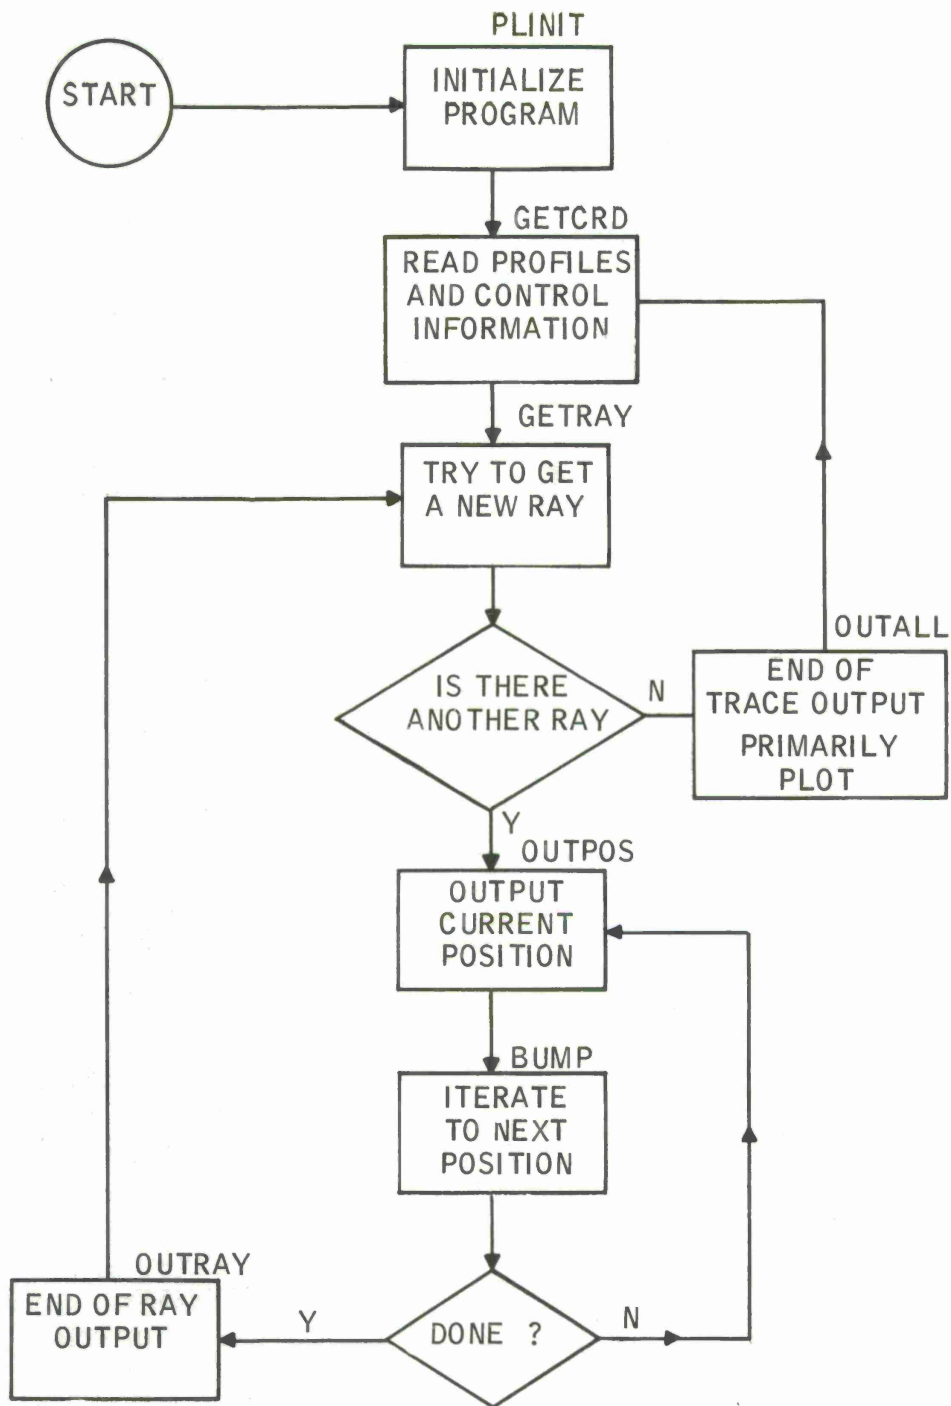 PLINIT
START
INITIALIZE
PROGRAM
GETCRD
READ PROFILES
AND CONTROL
INFORMATION
GETRAY
TRY TO GET
A NEW RAY
OUTALL
IS THERE
ANOTHER RAY
N
END OF
TRACE OUTPUT
PRIMARILY
PLOT
Y
OUTPOS
OUTPUT
CURRENT
POSITION
BUMP
ITERATE
TO NEXT
POSITION
OUTRAY
END OF RAY
OUTPUT
Y
DONE ?
N